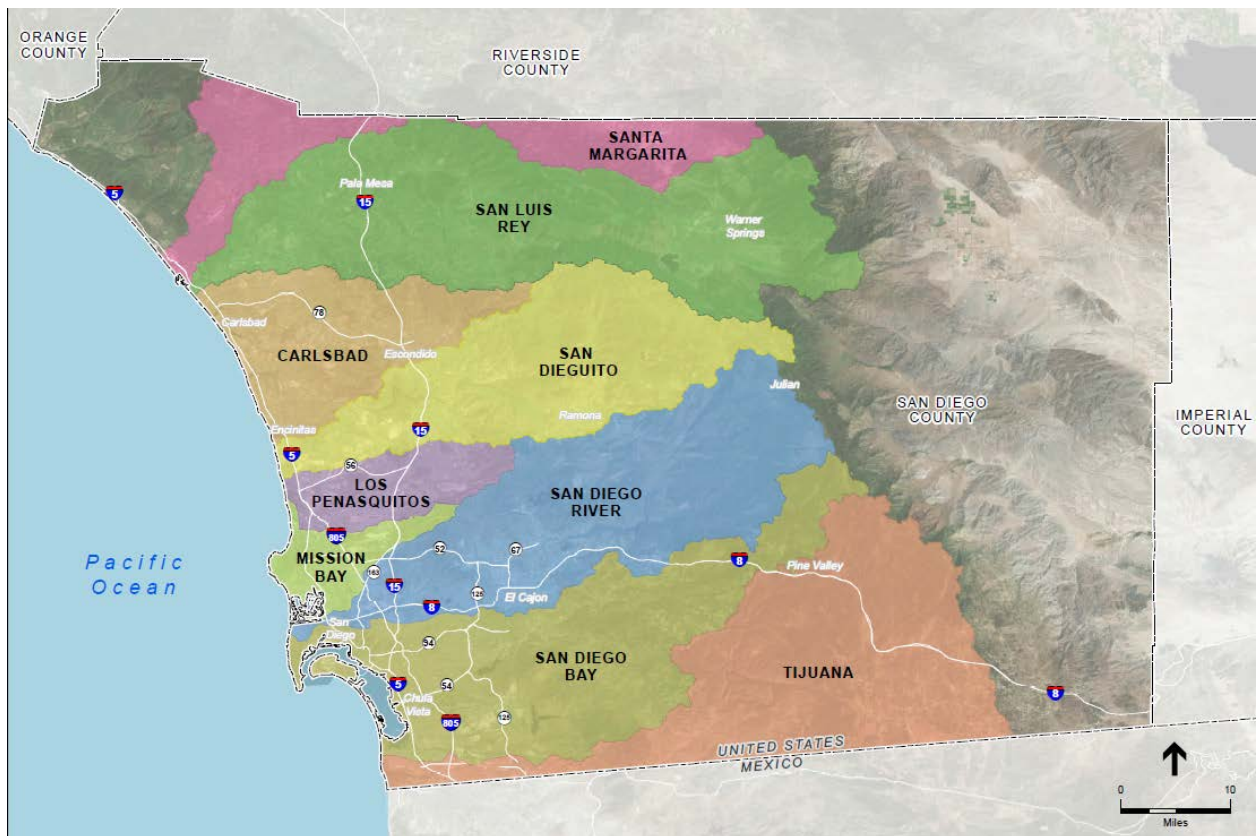 ORANGE
COUNTY
RIVERSIDE
COUNTY
SANTA
MARGARITA
5
Pala Mesa
15
SAN LUIS
REY
Warner
Springs
78
Carlsbad
CARLSBAD
Escondido
SAN
DIEGUITO
Julian
SAN DIEGO
COUNTY
IMPERIAL
COUNTY
Ramona
Encinitas
15
5
56
LOS
PENASQUITOS
SAN DIEGO
RIVER
805
Pacific
Ocean
MISSION
BAY
52
67
163
15
8
Pine Valley
125
El Cajon
8
San
Diego
94
SAN DIEGO
BAY
TIJUANA
5
54
Chula
Vista
805
125
8
UNITED STATES
MEXICO
0
10
Miles